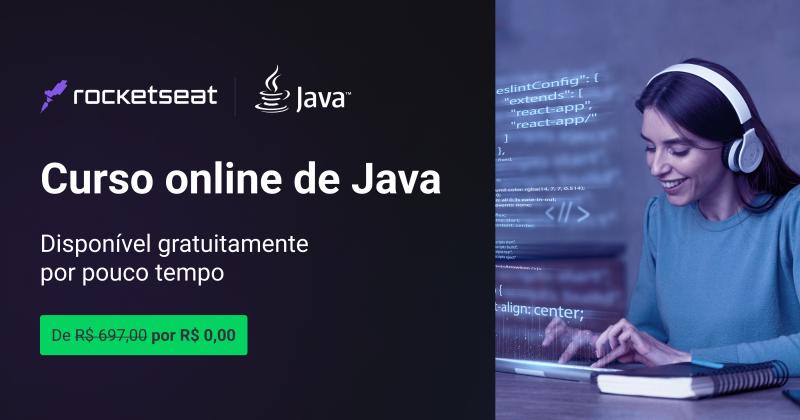 rocketseat
Java™
Curso online de Java
Disponível gratuitamente
por pouco tempo
De R$ 697,00 por R$ 0,00
eslintConfig": {
"extends": [
"react-app",
"react-app/"
]
},
</>
t-align: center;